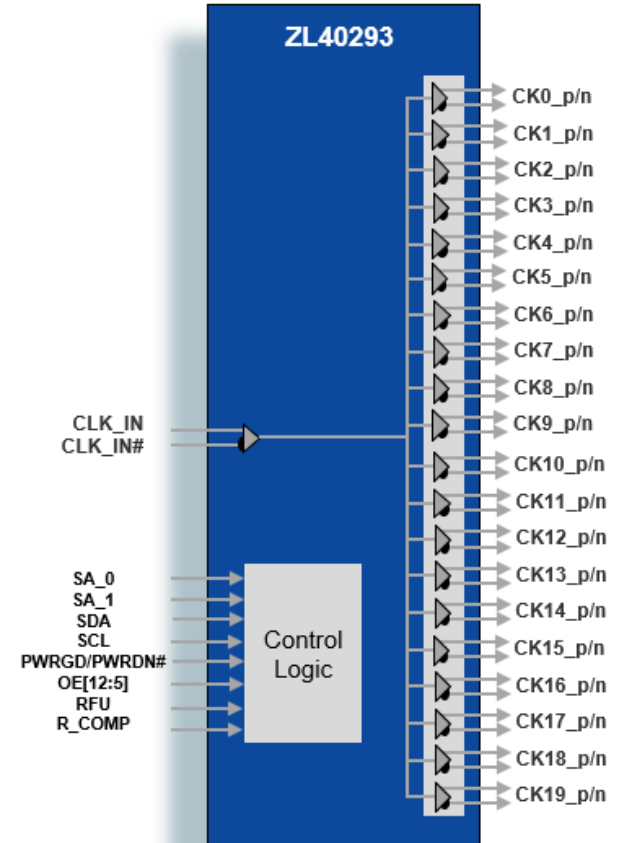 ZL40293
CK0_p/n
CK1_p/n
CK2_p/n
CK3_p/n
CK4_p/n
CK5_p/n
CK6_p/n
CK7_p/n
CK8_p/n
CK9_p/n
CK10_p/n
CK11_p/n
CK12_p/n
CK13_p/n
CK14_p/n
CK15_p/n
CK16_p/n
CK17_p/n
CK18_p/n
CK19_p/n
CLK_IN
CLK_IN#
SA_0
SA_1
SDA
SCL
PWRGD/PWRDN#
OE[12:5]
RFU
R_COMP
Control
Logic